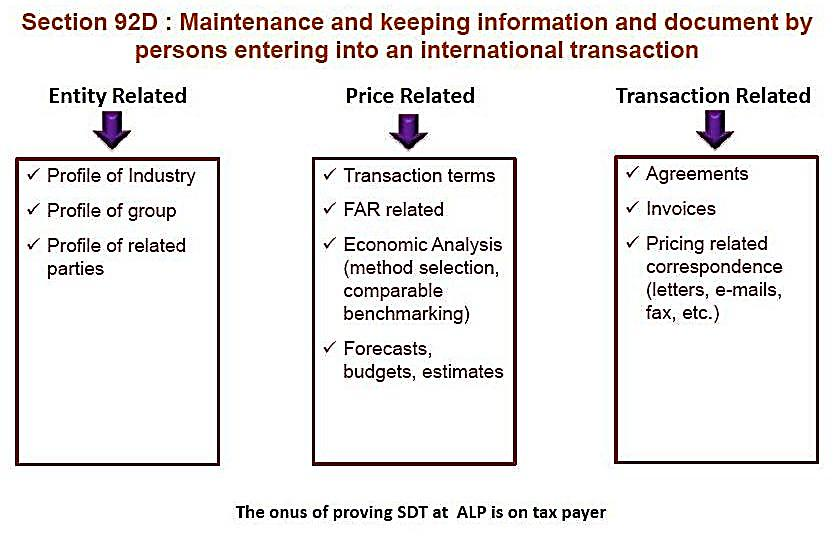 Section 92D : Maintenance and keeping information and document by
persons entering into an international transaction
Entity Related
✓ Profile of Industry
✓ Profile of group
✓ Profile of related
parties
Price Related
✓ Transaction terms
✓ FAR related
✓ Economic Analysis
(method selection,
comparable
benchmarking)
✓ Forecasts,
budgets, estimates
Transaction Related
✓ Agreements
✓ Invoices
✓ Pricing related
correspondence
(letters, e-mails,
fax, etc.)
The onus of proving SDT at ALP is on tax payer